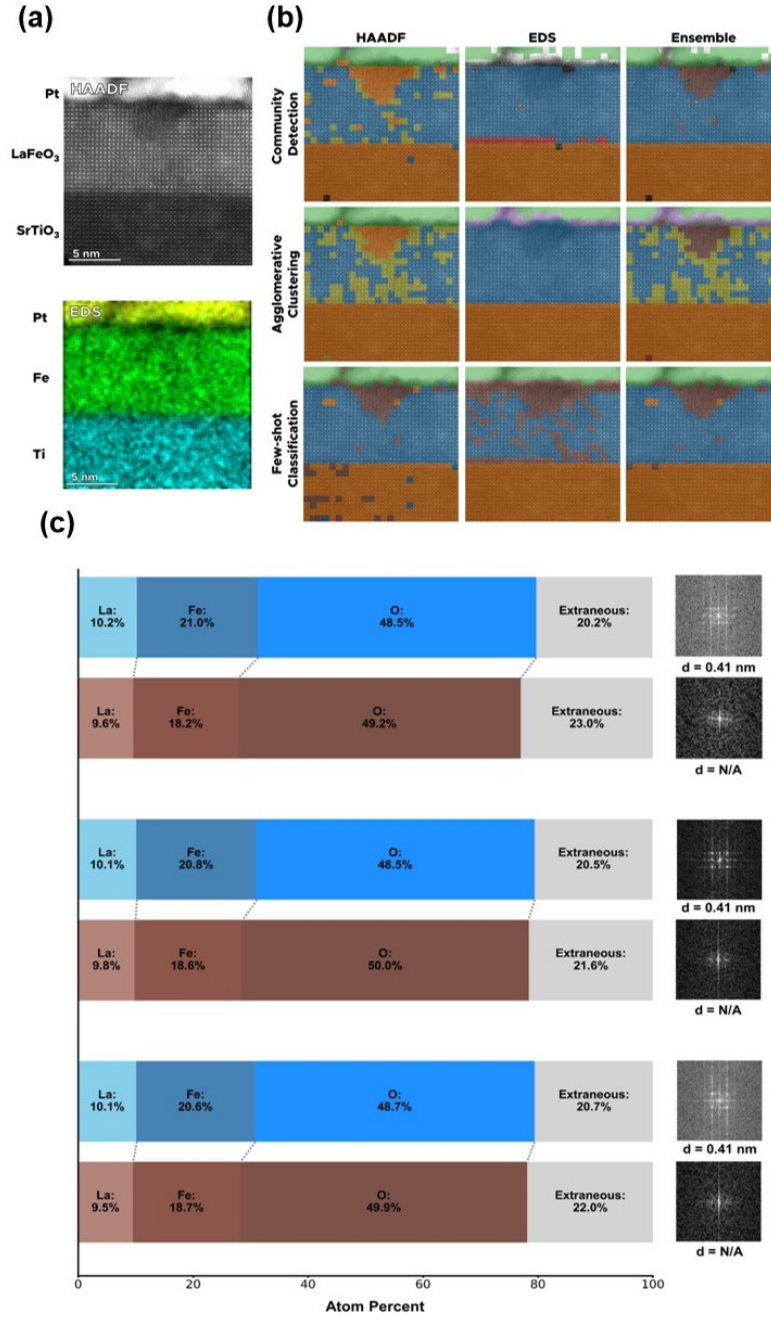 (a)
HAADF
Pt
LaFeO₃
SrTiO₃
5 nm
EDS
Pt
Fe
Ti
5 nm
(b)
HAADF
EDS
Ensemble
Community
Detection
Agglomerative
Clustering
Few-shot
Classification
(c)
La:
10.2%
Fe:
21.0%
O:
48.5%
Extraneous:
20.2%
d = 0.41 nm
La:
9.6%
Fe:
18.2%
O:
49.2%
Extraneous:
23.0%
d = N/A
La:
10.1%
Fe:
20.8%
O:
48.5%
Extraneous:
20.5%
d = 0.41 nm
La:
9.8%
Fe:
18.6%
O:
50.0%
Extraneous:
21.6%
d = N/A
La:
10.1%
Fe:
20.6%
O:
48.7%
Extraneous:
20.7%
d = 0.41 nm
La:
9.5%
Fe:
18.7%
O:
49.9%
Extraneous:
22.0%
d = N/A
0
20
40
60
80
100
Atom Percent